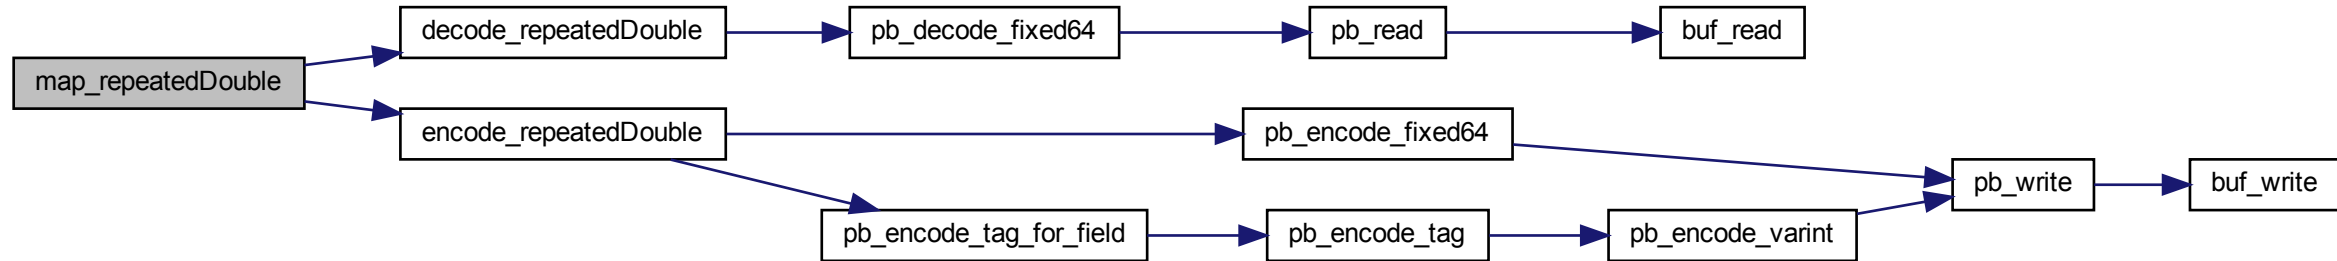 map_repeatedDouble
decode_repeatedDouble
pb_decode_fixed64
pb_read
buf_read
encode_repeatedDouble
pb_encode_fixed64
pb_write
buf_write
pb_encode_tag_for_field
pb_encode_tag
pb_encode_varint